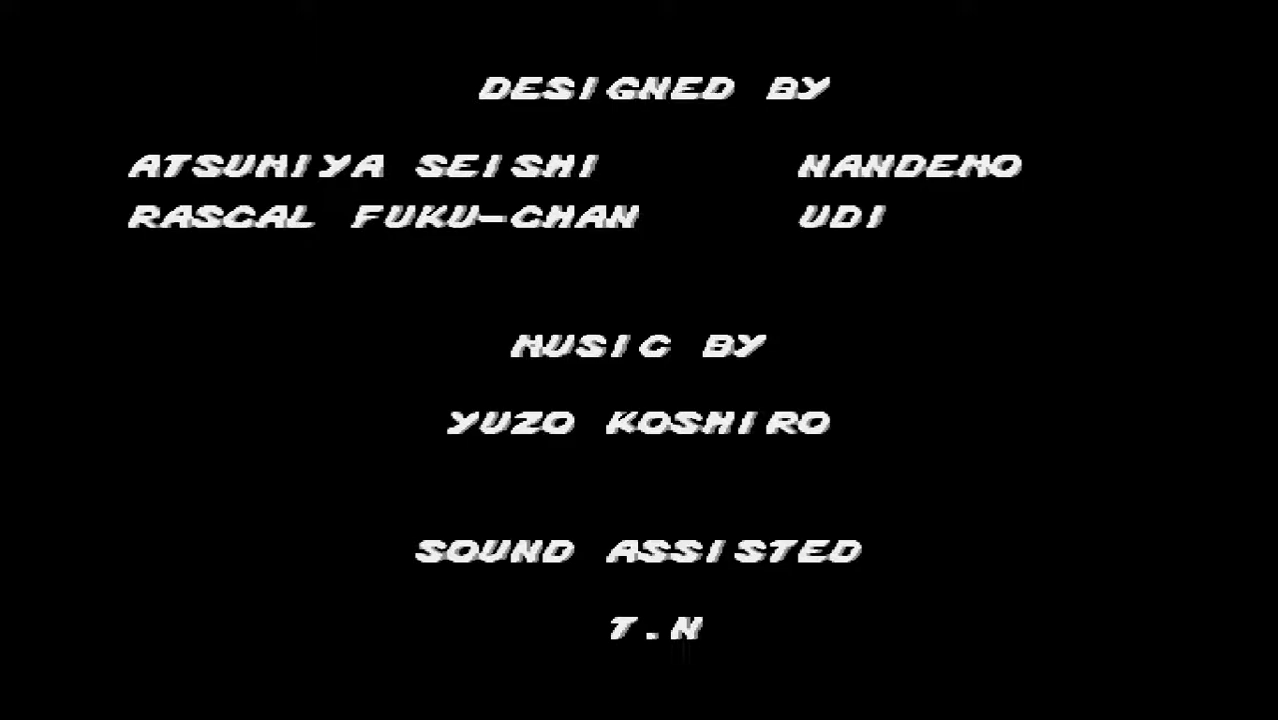 DESIGNED BY
ATSUMIYA SEISHI NANDEMO
RASCAL FUKU-CHAN UDI
MUSIC BY
YUZO KOSHIRO
SOUND ASSISTED
T.N